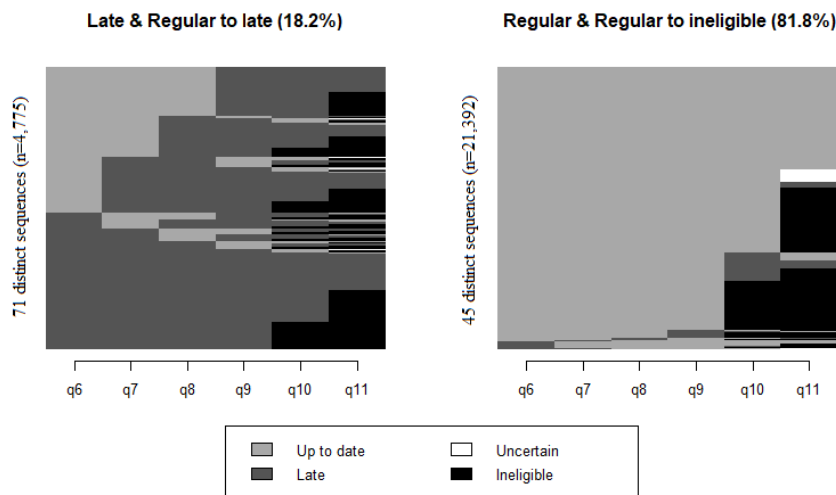 Late & Regular to late (18.2%)
71 distinct sequences (n=4,775)
q6 q7 q8 q9 q10 q11
Regular & Regular to ineligible (81.8%)
45 distinct sequences (n=21,392)
q6 q7 q8 q9 q10 q11
Up to date
Uncertain
Late
Ineligible